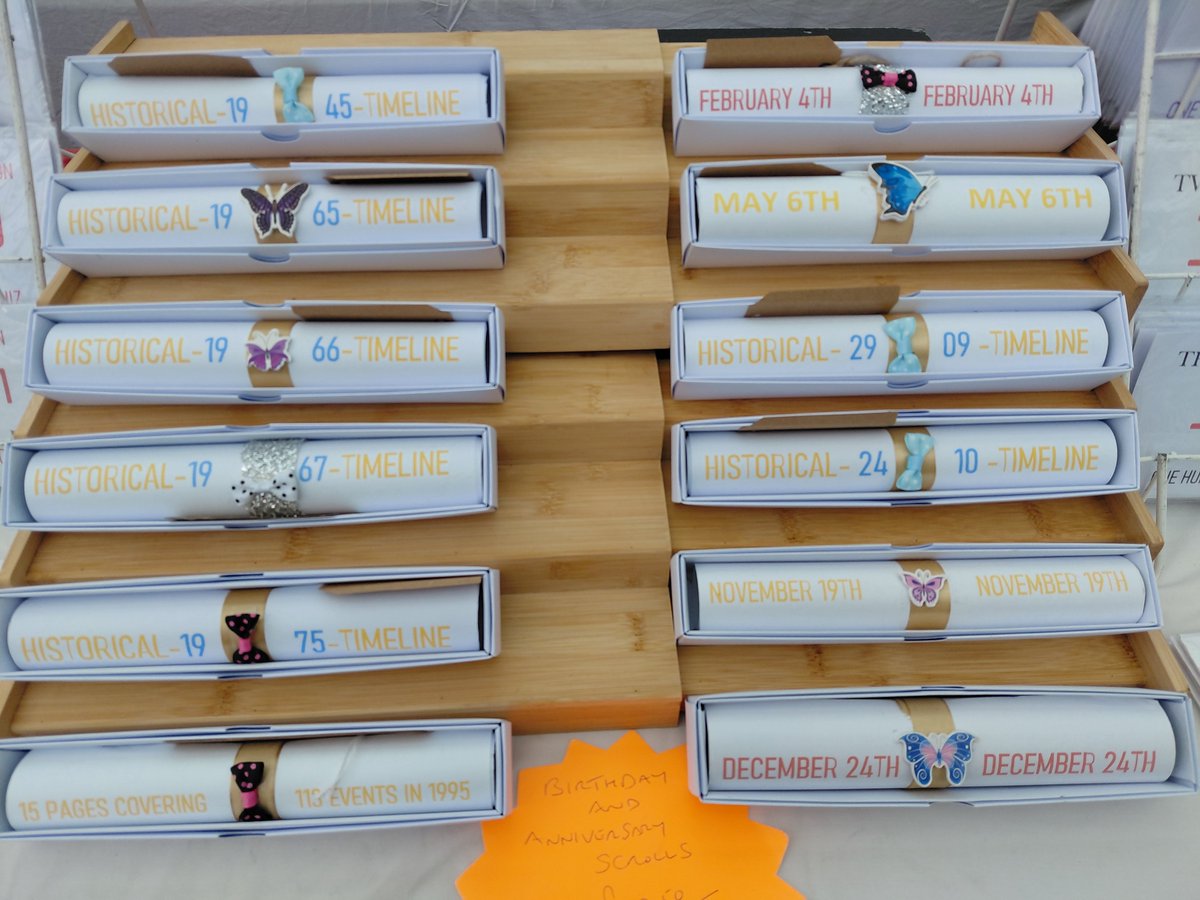 HISTORICAL-19 45-TIMELINE
HISTORICAL-19 65-TIMELINE
HISTORICAL-19 66-TIMELINE
HISTORICAL-19 67-TIMELINE
HISTORICAL-19 75-TIMELINE
15 PAGES COVERING 113 EVENTS IN 1995
FEBRUARY 4TH FEBRUARY 4TH
MAY 6TH MAY 6TH
HISTORICAL- 29 09 -TIMELINE
HISTORICAL- 24 10 -TIMELINE
NOVEMBER 19TH NOVEMBER 19TH
DECEMBER 24TH DECEMBER 24TH
BIRTHDAY
AND
ANNIVERSARY
SCROLLS